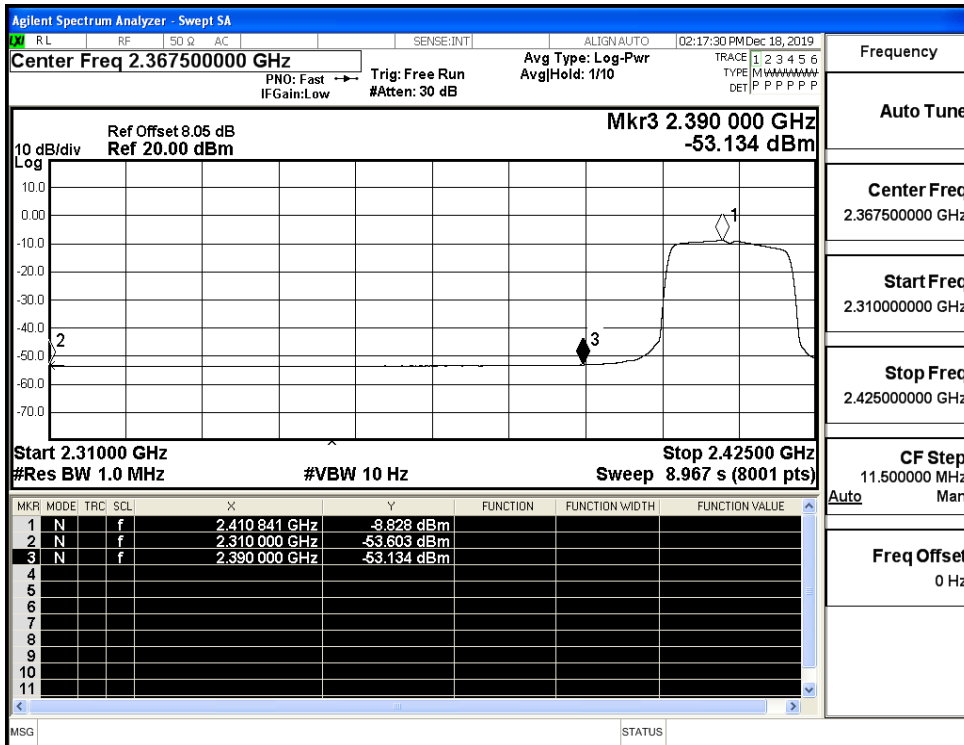 Agilent Spectrum Analyzer - Swept SA
LXI RL RF 50 Ω AC SENSE:INT ALIGNAUTO 02:17:30 PM Dec 18, 2019
Center Freq 2.367500000 GHz
PNO: Fast
IFGain:Low
Trig: Free Run
#Atten: 30 dB
Avg Type: Log-Pwr
Avg|Hold: 1/10
TRACE 1 2 3 4 5 6
TYPE M W W W W W
DET P P P P P P
Ref Offset 8.05 dB
10 dB/div Ref 20.00 dBm
Log
Mkr3 2.390 000 GHz
-53.134 dBm
10.0
0.00
-10.0
-20.0
-30.0
-40.0
-50.0
-70.0
1
2
3
Start 2.31000 GHz Stop 2.42500 GHz
#Res BW 1.0 MHz #VBW 10 Hz Sweep 8.967 s (8001 pts)
MKR MODE TRC SCL X Y FUNCTION FUNCTION WIDTH FUNCTION VALUE
1 N f 2.410 841 GHz -8.828 dBm
2 N f 2.310 000 GHz -53.603 dBm
3 N f 2.390 000 GHz -53.134 dBm
4
5
6
7
8
9
10
11
MSG STATUS
Frequency
Auto Tune
Center Freq
2.367500000 GHz
Start Freq
2.310000000 GHz
Stop Freq
2.425000000 GHz
CF Step
11.500000 MHz
Auto Man
Freq Offset
0 Hz